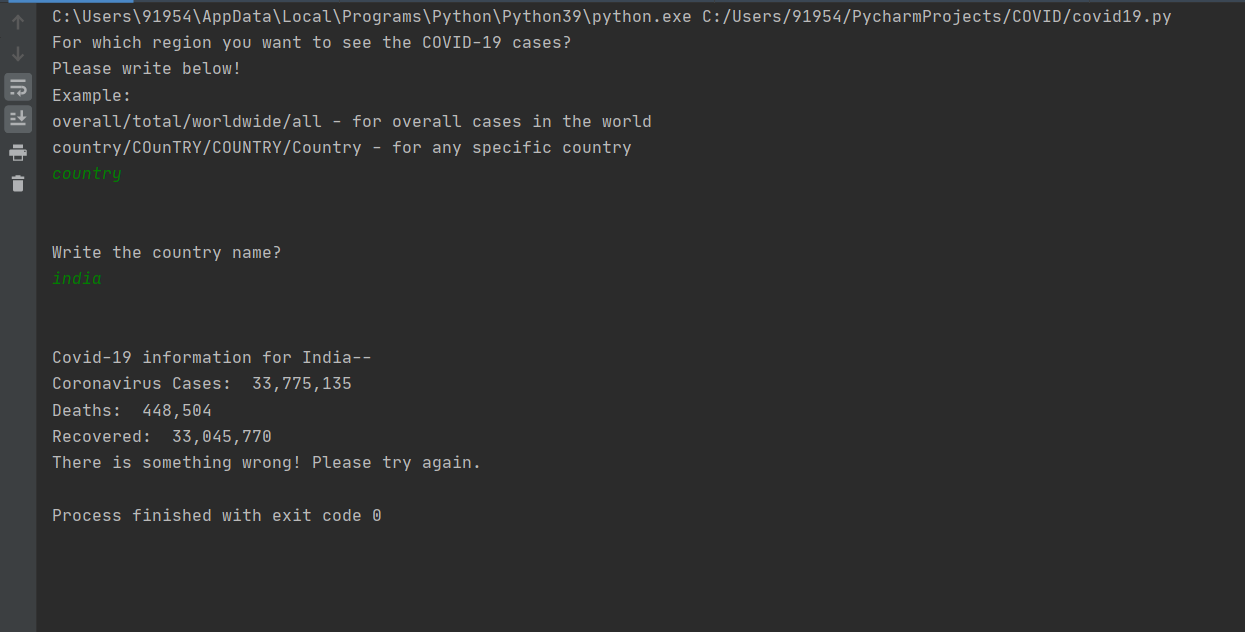 C:\Users\91954\AppData\Local\Programs\Python\Python39\python.exe C:/Users/91954/PycharmProjects/COVID/covid19.py
For which region you want to see the COVID-19 cases?
Please write below!
Example:
overall/total/worldwide/all - for overall cases in the world
country/COunTRY/COUNTRY/Country - for any specific country
country
Write the country name?
india
Covid-19 information for India--
Coronavirus Cases:  33,775,135
Deaths:  448,504
Recovered:  33,045,770
There is something wrong! Please try again.
Process finished with exit code 0